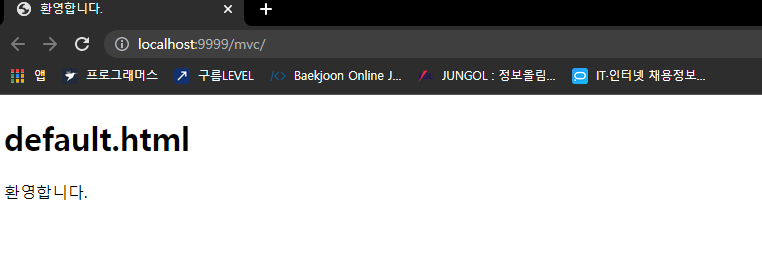 환영합니다.
localhost:9999/mvc/
앱 프로그래머스 구름LEVEL Baekjoon Online J... JUNGOL : 정보올림... IT·인터넷 채용정보...
default.html
환영합니다.